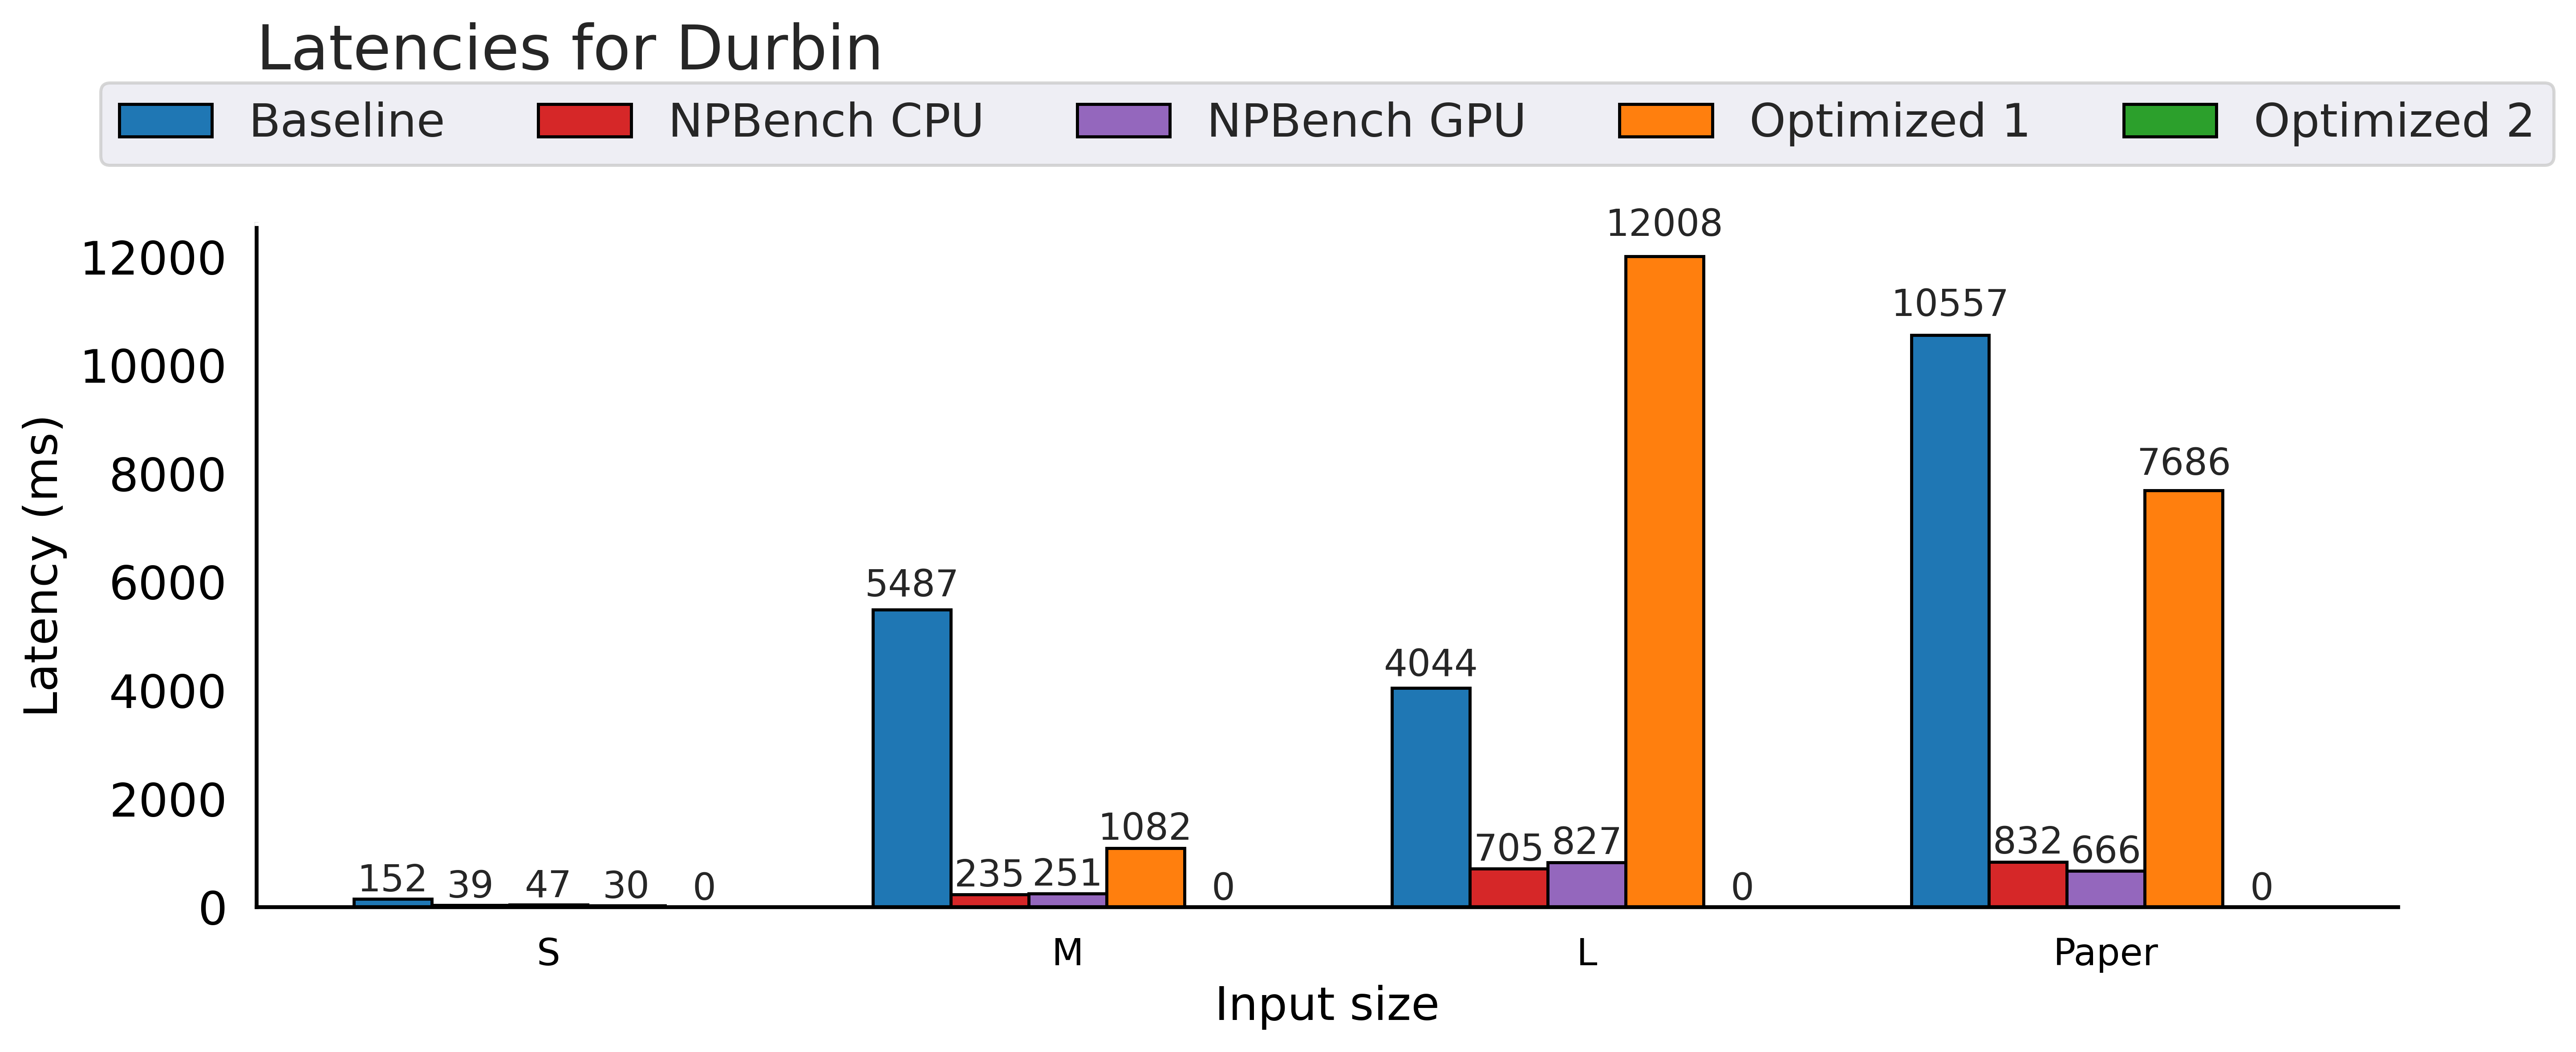 Latencies for Durbin
Baseline NPBench CPU NPBench GPU Optimized 1 Optimized 2
Latency (ms)
12000
10000
8000
6000
4000
2000
0
152 39 47 30 0
5487 235 251 1082 0
4044 705 827 12008 0
10557 832 666 7686 0
S M L Paper
Input size